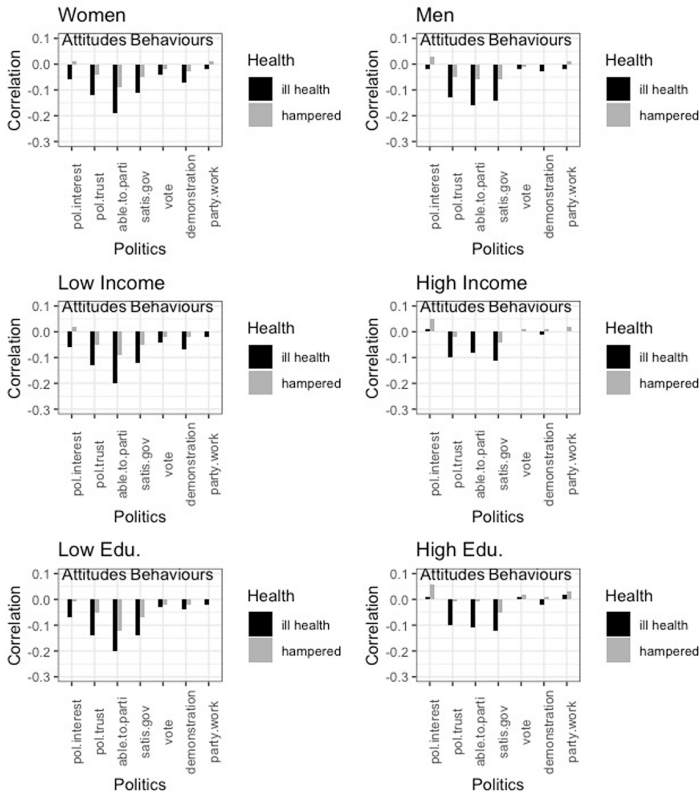 Women
Attitudes Behaviours
0.1
0.0
-0.1
-0.2
-0.3
Correlation
pol.interest
pol.trust
able.to.parti
satis.gov
vote
demonstration
party.work
Politics
Health
ill health
hampered
Men
Attitudes Behaviours
0.1
0.0
-0.1
-0.2
-0.3
Correlation
pol.interest
pol.trust
able.to.parti
satis.gov
vote
demonstration
party.work
Politics
Health
ill health
hampered
Low Income
Attitudes Behaviours
0.1
0.0
-0.1
-0.2
-0.3
Correlation
pol.interest
pol.trust
able.to.parti
satis.gov
vote
demonstration
party.work
Politics
Health
ill health
hampered
High Income
Attitudes Behaviours
0.1
0.0
-0.1
-0.2
-0.3
Correlation
pol.interest
pol.trust
able.to.parti
satis.gov
vote
demonstration
party.work
Politics
Health
ill health
hampered
Low Edu.
Attitudes Behaviours
0.1
0.0
-0.1
-0.2
-0.3
Correlation
pol.interest
pol.trust
able.to.parti
satis.gov
vote
demonstration
party.work
Politics
Health
ill health
hampered
High Edu.
Attitudes Behaviours
0.1
0.0
-0.1
-0.2
-0.3
Correlation
pol.interest
pol.trust
able.to.parti
satis.gov
vote
demonstration
party.work
Politics
Health
ill health
hampered